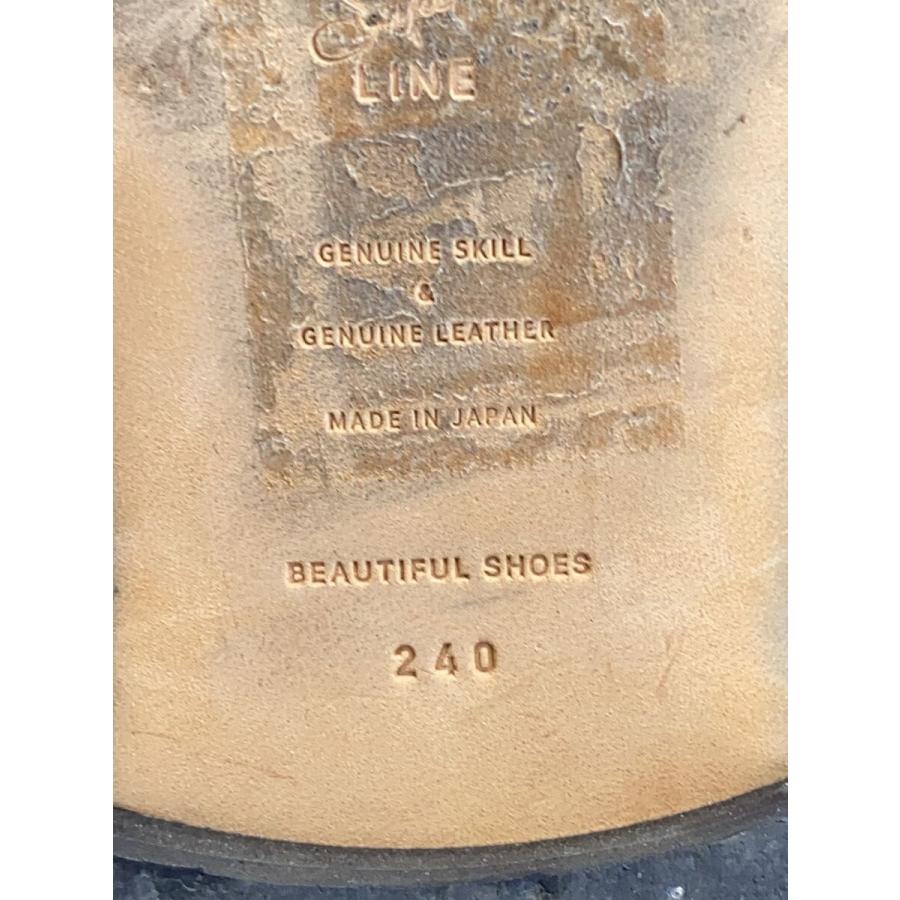 LINE
GENUINE SKILL
&
GENUINE LEATHER
MADE IN JAPAN
BEAUTIFUL SHOES
240